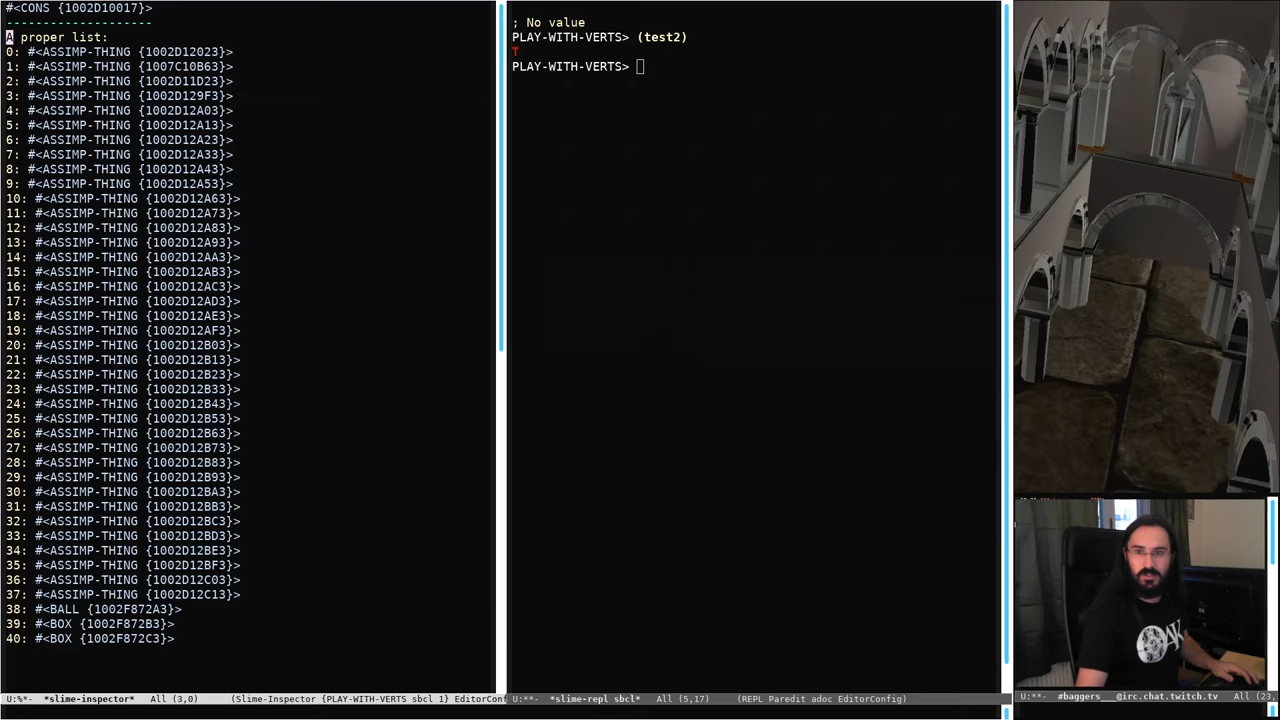 #<CONS {1002D10017}>
--------------------
A proper list:
0: #<ASSIMP-THING {1002D12023}>
1: #<ASSIMP-THING {1007C10B63}>
2: #<ASSIMP-THING {1002D11D23}>
3: #<ASSIMP-THING {1002D129F3}>
4: #<ASSIMP-THING {1002D12A03}>
5: #<ASSIMP-THING {1002D12A13}>
6: #<ASSIMP-THING {1002D12A23}>
7: #<ASSIMP-THING {1002D12A33}>
8: #<ASSIMP-THING {1002D12A43}>
9: #<ASSIMP-THING {1002D12A53}>
10: #<ASSIMP-THING {1002D12A63}>
11: #<ASSIMP-THING {1002D12A73}>
12: #<ASSIMP-THING {1002D12A83}>
13: #<ASSIMP-THING {1002D12A93}>
14: #<ASSIMP-THING {1002D12AA3}>
15: #<ASSIMP-THING {1002D12AB3}>
16: #<ASSIMP-THING {1002D12AC3}>
17: #<ASSIMP-THING {1002D12AD3}>
18: #<ASSIMP-THING {1002D12AE3}>
19: #<ASSIMP-THING {1002D12AF3}>
20: #<ASSIMP-THING {1002D12B03}>
21: #<ASSIMP-THING {1002D12B13}>
22: #<ASSIMP-THING {1002D12B23}>
23: #<ASSIMP-THING {1002D12B33}>
24: #<ASSIMP-THING {1002D12B43}>
25: #<ASSIMP-THING {1002D12B53}>
26: #<ASSIMP-THING {1002D12B63}>
27: #<ASSIMP-THING {1002D12B73}>
28: #<ASSIMP-THING {1002D12B83}>
29: #<ASSIMP-THING {1002D12B93}>
30: #<ASSIMP-THING {1002D12BA3}>
31: #<ASSIMP-THING {1002D12BB3}>
32: #<ASSIMP-THING {1002D12BC3}>
33: #<ASSIMP-THING {1002D12BD3}>
34: #<ASSIMP-THING {1002D12BE3}>
35: #<ASSIMP-THING {1002D12BF3}>
36: #<ASSIMP-THING {1002D12C03}>
37: #<ASSIMP-THING {1002D12C13}>
38: #<BALL {1002F872A3}>
39: #<BOX {1002F872B3}>
40: #<BOX {1002F872C3}>
U:%*-  *slime-inspector*   All (3,0)     (Slime-Inspector {PLAY-WITH-VERTS sbcl 1} EditorConf
; No value
PLAY-WITH-VERTS> (test2)
T
PLAY-WITH-VERTS>
U:**-  *slime-repl sbcl*   All (5,17)    (REPL Paredit adoc EditorConfig)
U:**-  #baggers___@irc.chat.twitch.tv   All (23,